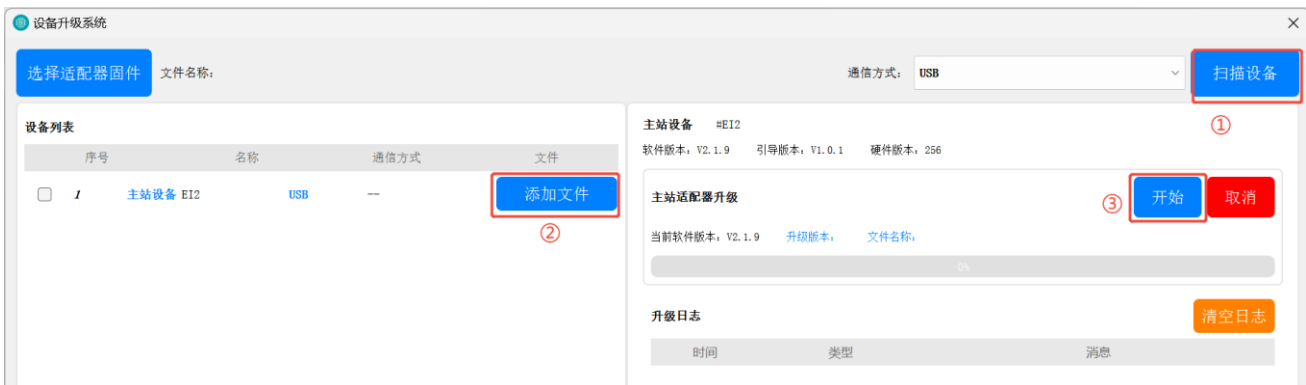 设备升级系统
选择适配器固件 文件名称： 通信方式： USB 扫描设备
①
设备列表
序号 名称 通信方式 文件
1 主站设备 EI2 USB -- 添加文件
②
主站设备 #EI2
软件版本：V2.1.9 引导版本：V1.0.1 硬件版本：256
主站适配器升级 ③ 开始 取消
当前软件版本：V2.1.9 升级版本： 文件名称：
0%
升级日志 清空日志
时间 类型 消息